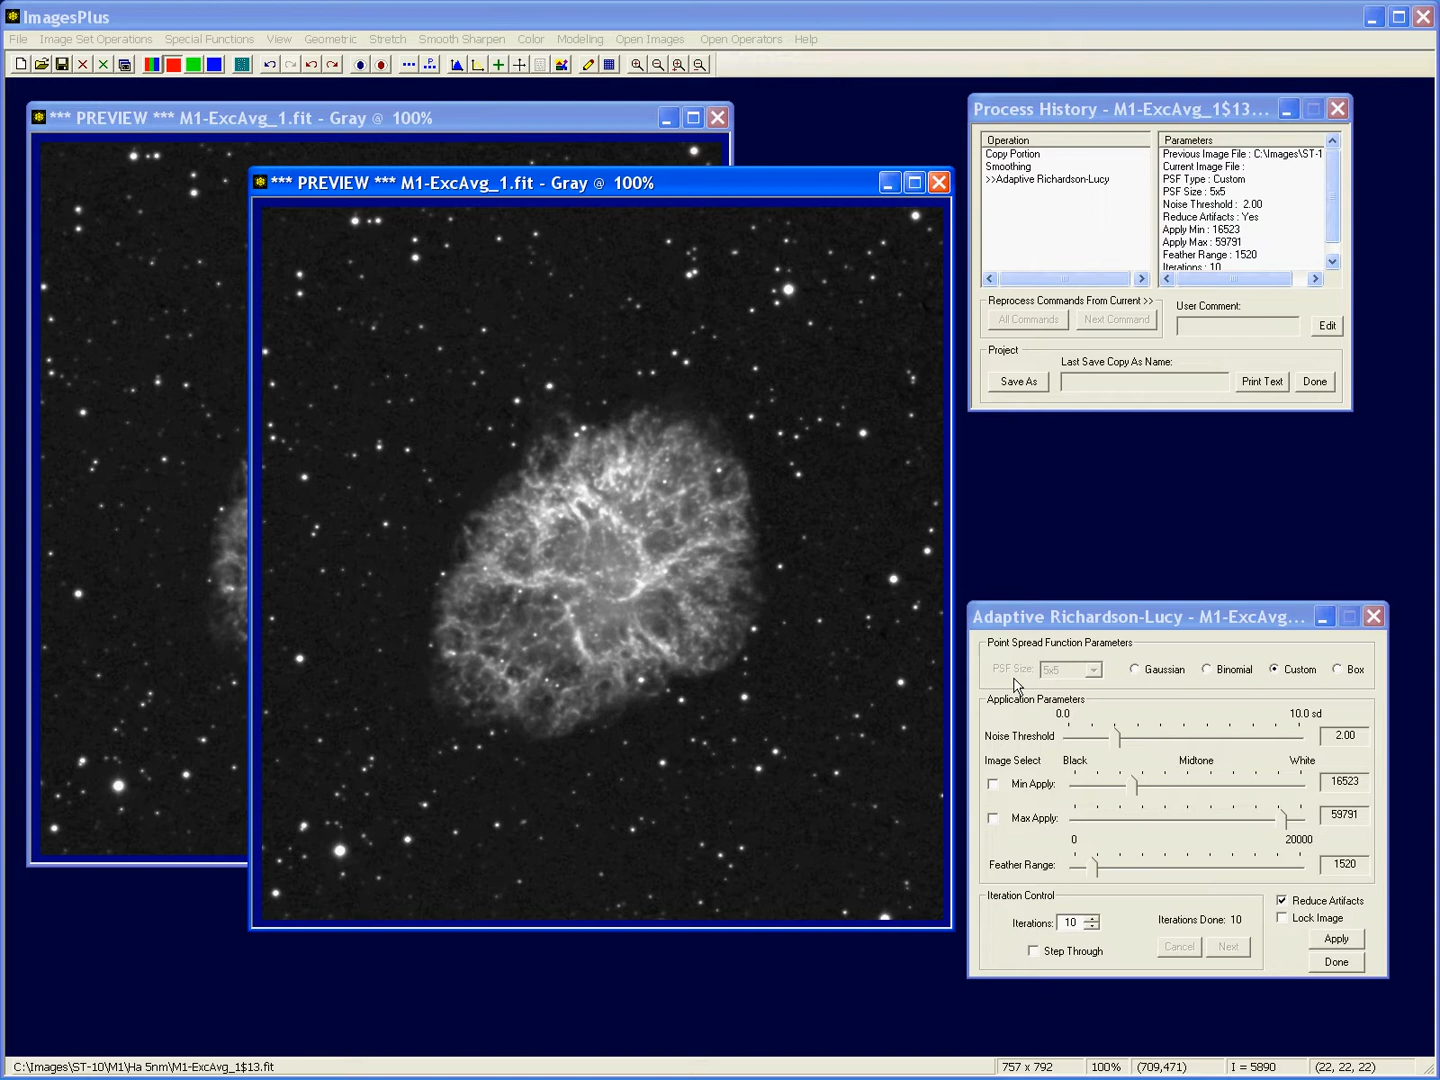 ImagesPlus
File Image Set Operations Special Functions View Geometric Stretch Smooth Sharpen Color Modeling Open Images Open Operators Help
*** PREVIEW *** M1-ExcAvg_1.fit - Gray @ 100%
*** PREVIEW *** M1-ExcAvg_1.fit - Gray @ 100%
Process History - M1-ExcAvg_1$13...
Operation
Copy Portion
Smoothing
>>Adaptive Richardson-Lucy
Parameters
Previous Image File : C:\Images\ST-1
Current Image File :
PSF Type : Custom
PSF Size : 5x5
Noise Threshold : 2.00
Reduce Artifacts : Yes
Apply Min : 16523
Apply Max : 59791
Feather Range : 1520
Iterations : 10
Reprocess Commands From Current >>
All Commands Next Command
User Comment:
Edit
Project
Last Save Copy As Name:
Save As Print Text Done
Adaptive Richardson-Lucy - M1-ExcAvg...
Point Spread Function Parameters
PSF Size: 5x5 Gaussian Binomial Custom Box
Application Parameters
0.0 10.0 sd
Noise Threshold 2.00
Image Select Black Midtone White
Min Apply: 16523
Max Apply: 59791
0 20000
Feather Range: 1520
Iteration Control
Iterations: 10 Iterations Done: 10
Step Through Cancel Next
Reduce Artifacts
Lock Image
Apply
Done
C:\Images\ST-10\M1\Ha 5nm\M1-ExcAvg_1$13.fit 757 x 792 100% (709,471) I = 5890 (22, 22, 22)